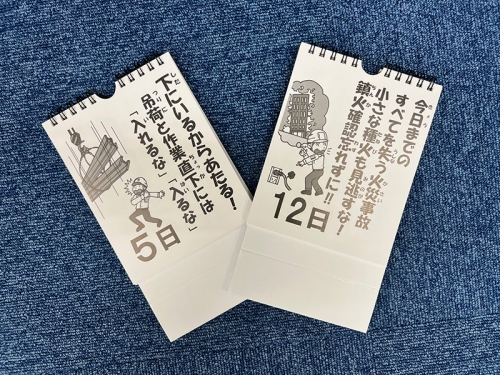 下にいるからあたる!
吊荷と作業直下には
「入れるな」「入るな」
5日
今日までの
すべてを失う火災事故
小さな種火も見逃すな!
鎮火確認忘れずに!!
12日